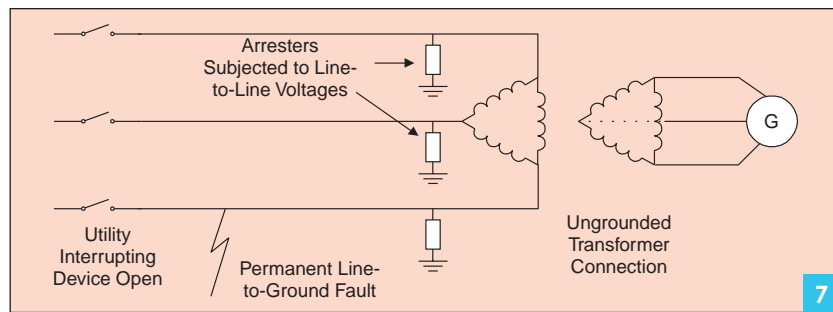 Arresters
Subjected to Line-
to-Line Voltages
G
Utility
Interrupting
Device Open
Permanent Line-
to-Ground Fault
Ungrounded
Transformer
Connection
7